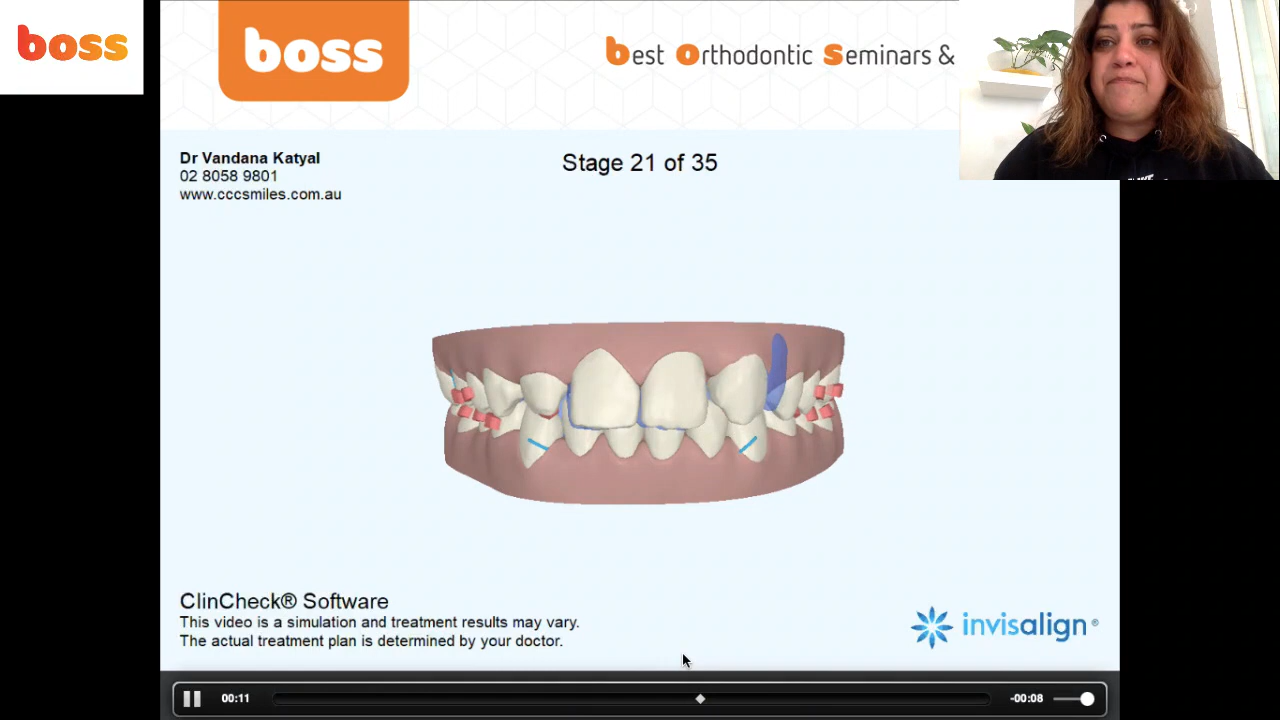 boss
boss
best orthodontic seminars &
Dr Vandana Katyal
02 8058 9801
www.cccsmiles.com.au
Stage 21 of 35
ClinCheck® Software
This video is a simulation and treatment results may vary.
The actual treatment plan is determined by your doctor.
invisalign®
00:11
-00:08